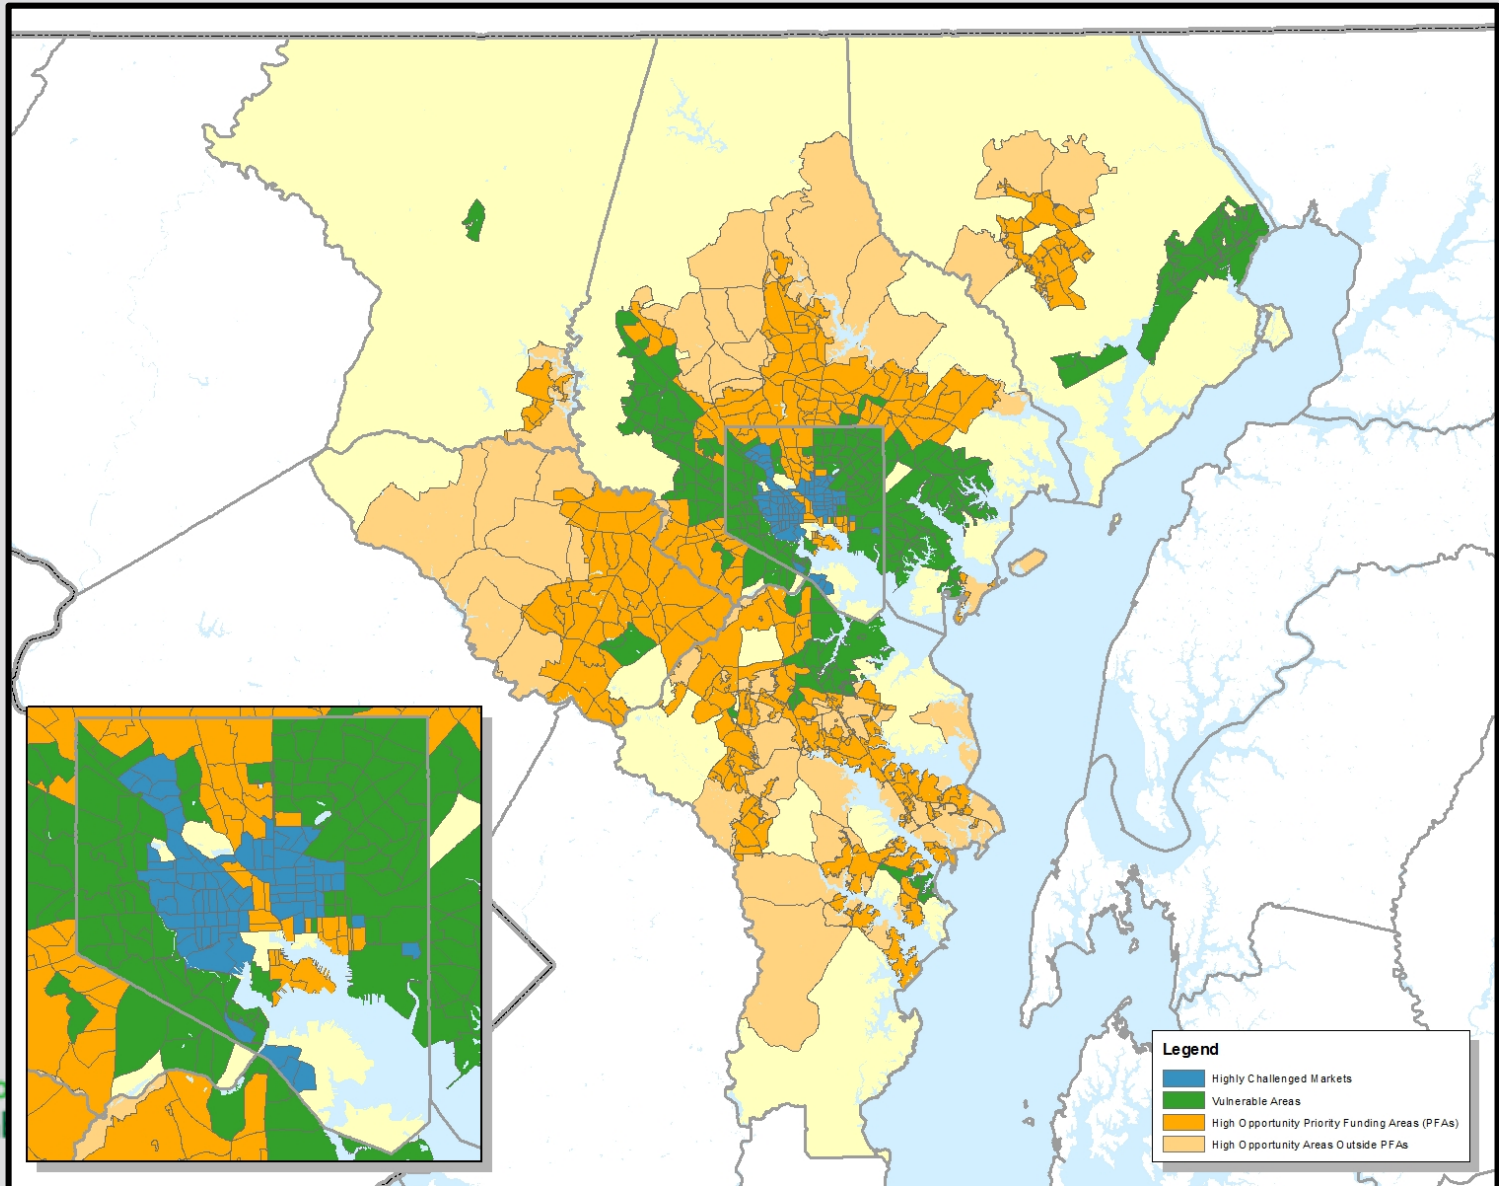 Legend
Highly Challenged Markets
Vulnerable Areas
High Opportunity Priority Funding Areas (PFAs)
High Opportunity Areas Outside PFAs